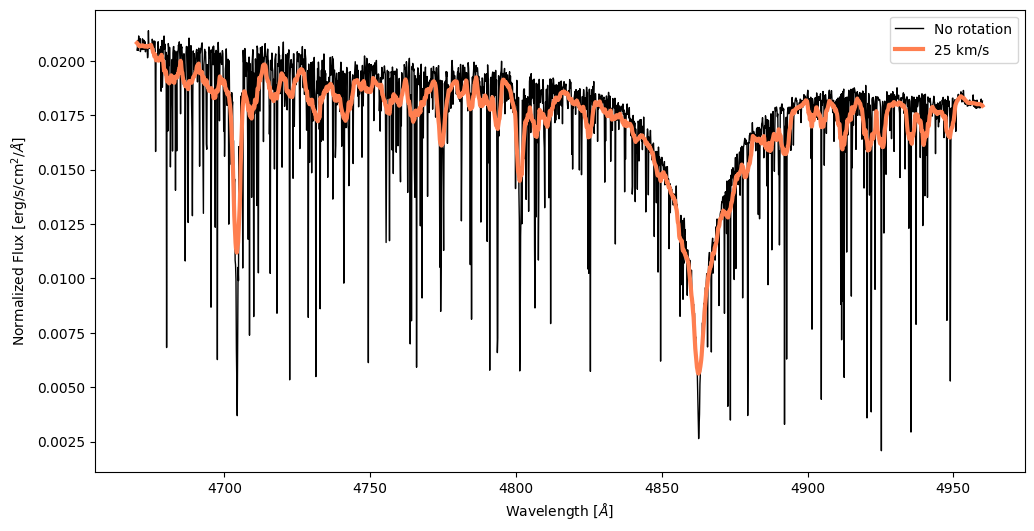 No rotation
25 km/s
Normalized Flux [erg/s/cm²/Å]
0.0200
0.0175
0.0150
0.0125
0.0100
0.0075
0.0050
0.0025
4700 4750 4800 4850 4900 4950
Wavelength [Å]